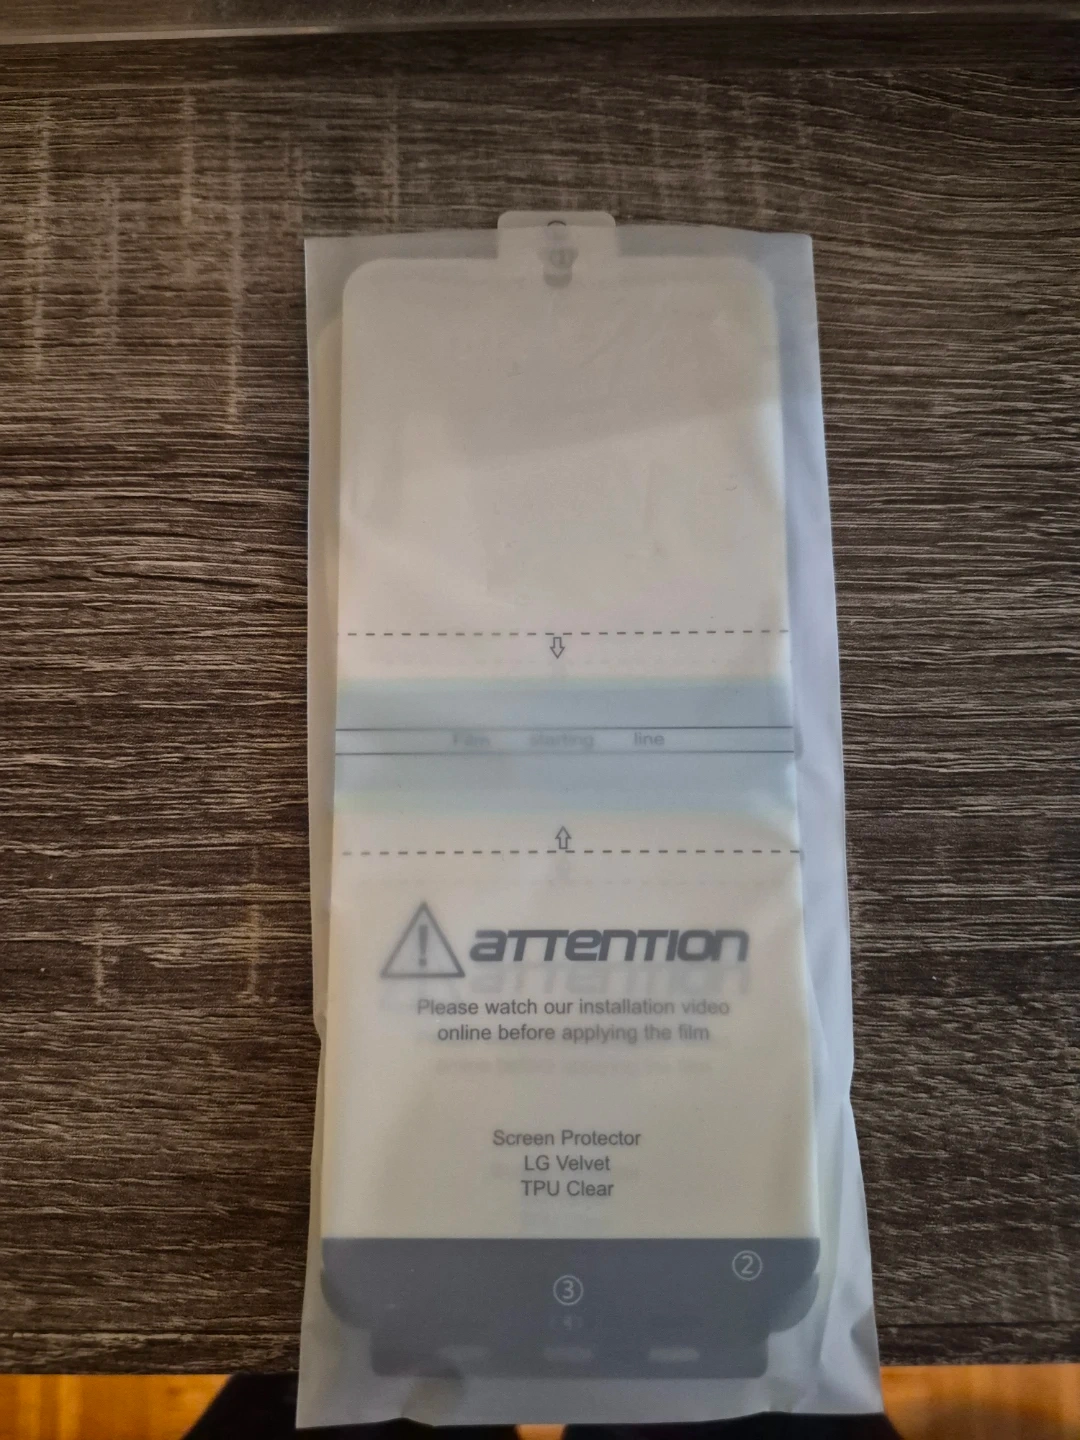 ①
Film starting line
ATTENTION
Please watch our installation video
online before applying the film
Screen Protector
LG Velvet
TPU Clear
②
③